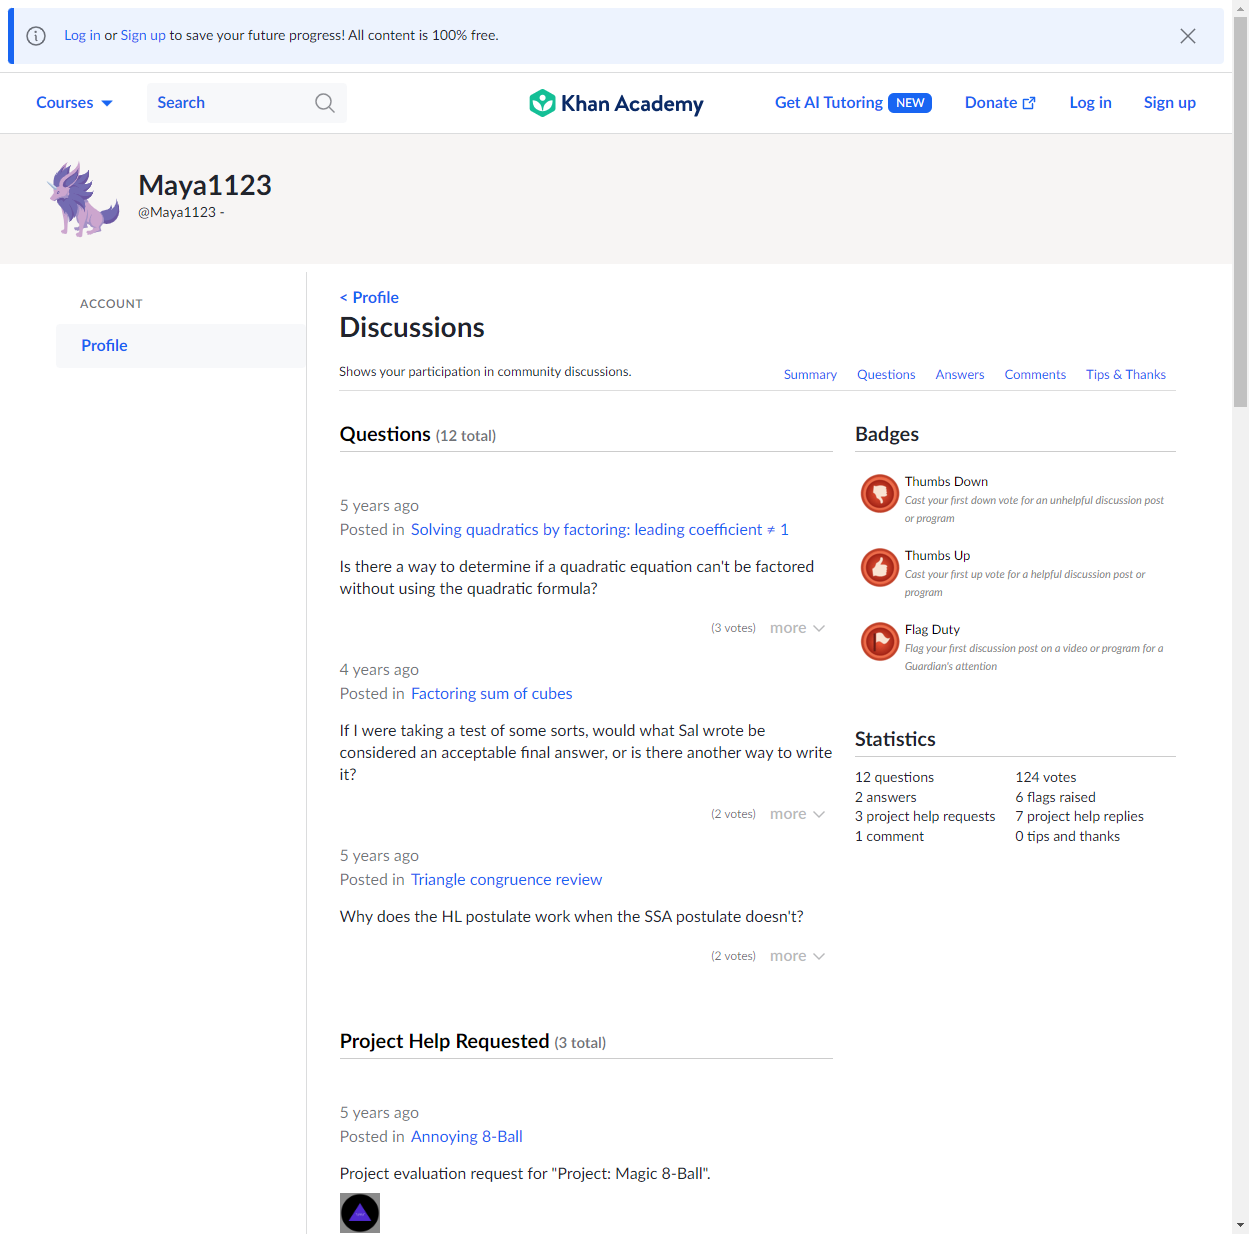 Log in or Sign up to save your future progress! All content is 100% free.
Courses
Search
Khan Academy
Get AI Tutoring NEW
Donate
Log in
Sign up
Maya1123
@Maya1123 -
ACCOUNT
Profile
< Profile
Discussions
Shows your participation in community discussions.
Summary
Questions
Answers
Comments
Tips & Thanks
Questions (12 total)
5 years ago
Posted in Solving quadratics by factoring: leading coefficient ≠ 1
Is there a way to determine if a quadratic equation can't be factored
without using the quadratic formula?
(3 votes) more
4 years ago
Posted in Factoring sum of cubes
If I were taking a test of some sorts, would what Sal wrote be
considered an acceptable final answer, or is there another way to write
it?
(2 votes) more
5 years ago
Posted in Triangle congruence review
Why does the HL postulate work when the SSA postulate doesn't?
(2 votes) more
Project Help Requested (3 total)
5 years ago
Posted in Annoying 8-Ball
Project evaluation request for "Project: Magic 8-Ball".
Badges
Thumbs Down
Cast your first down vote for an unhelpful discussion post
or program
Thumbs Up
Cast your first up vote for a helpful discussion post or
program
Flag Duty
Flag your first discussion post on a video or program for a
Guardian's attention
Statistics
12 questions
2 answers
3 project help requests
1 comment
124 votes
6 flags raised
7 project help replies
0 tips and thanks